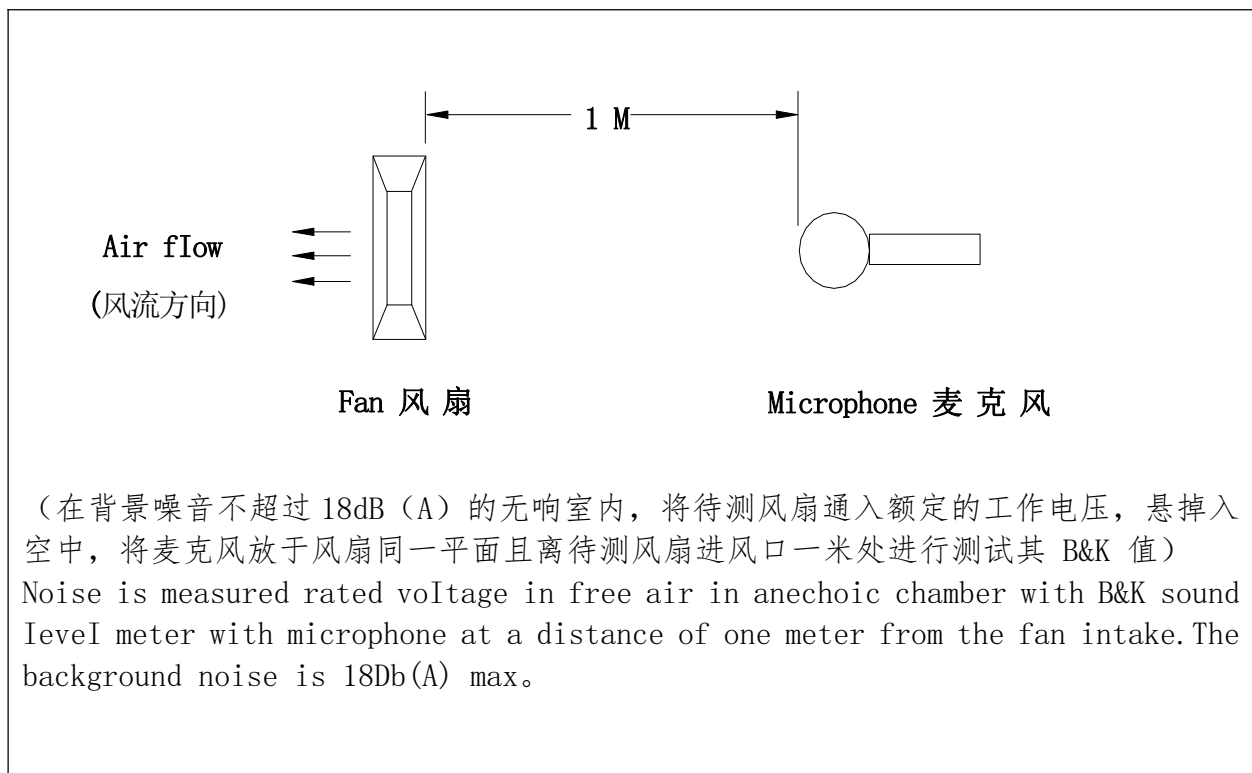 1 M
Air fIow
(风流方向)
Fan 风 扇
Microphone 麦 克 风
（在背景噪音不超过 18dB（A）的无响室内，将待测风扇通入额定的工作电压，悬掉入
空中，将麦克风放于风扇同一平面且离待测风扇进风口一米处进行测试其 B&K 值）
Noise is measured rated voItage in free air in anechoic chamber with B&K sound
IeveI meter with microphone at a distance of one meter from the fan intake.The
background noise is 18Db(A) max。